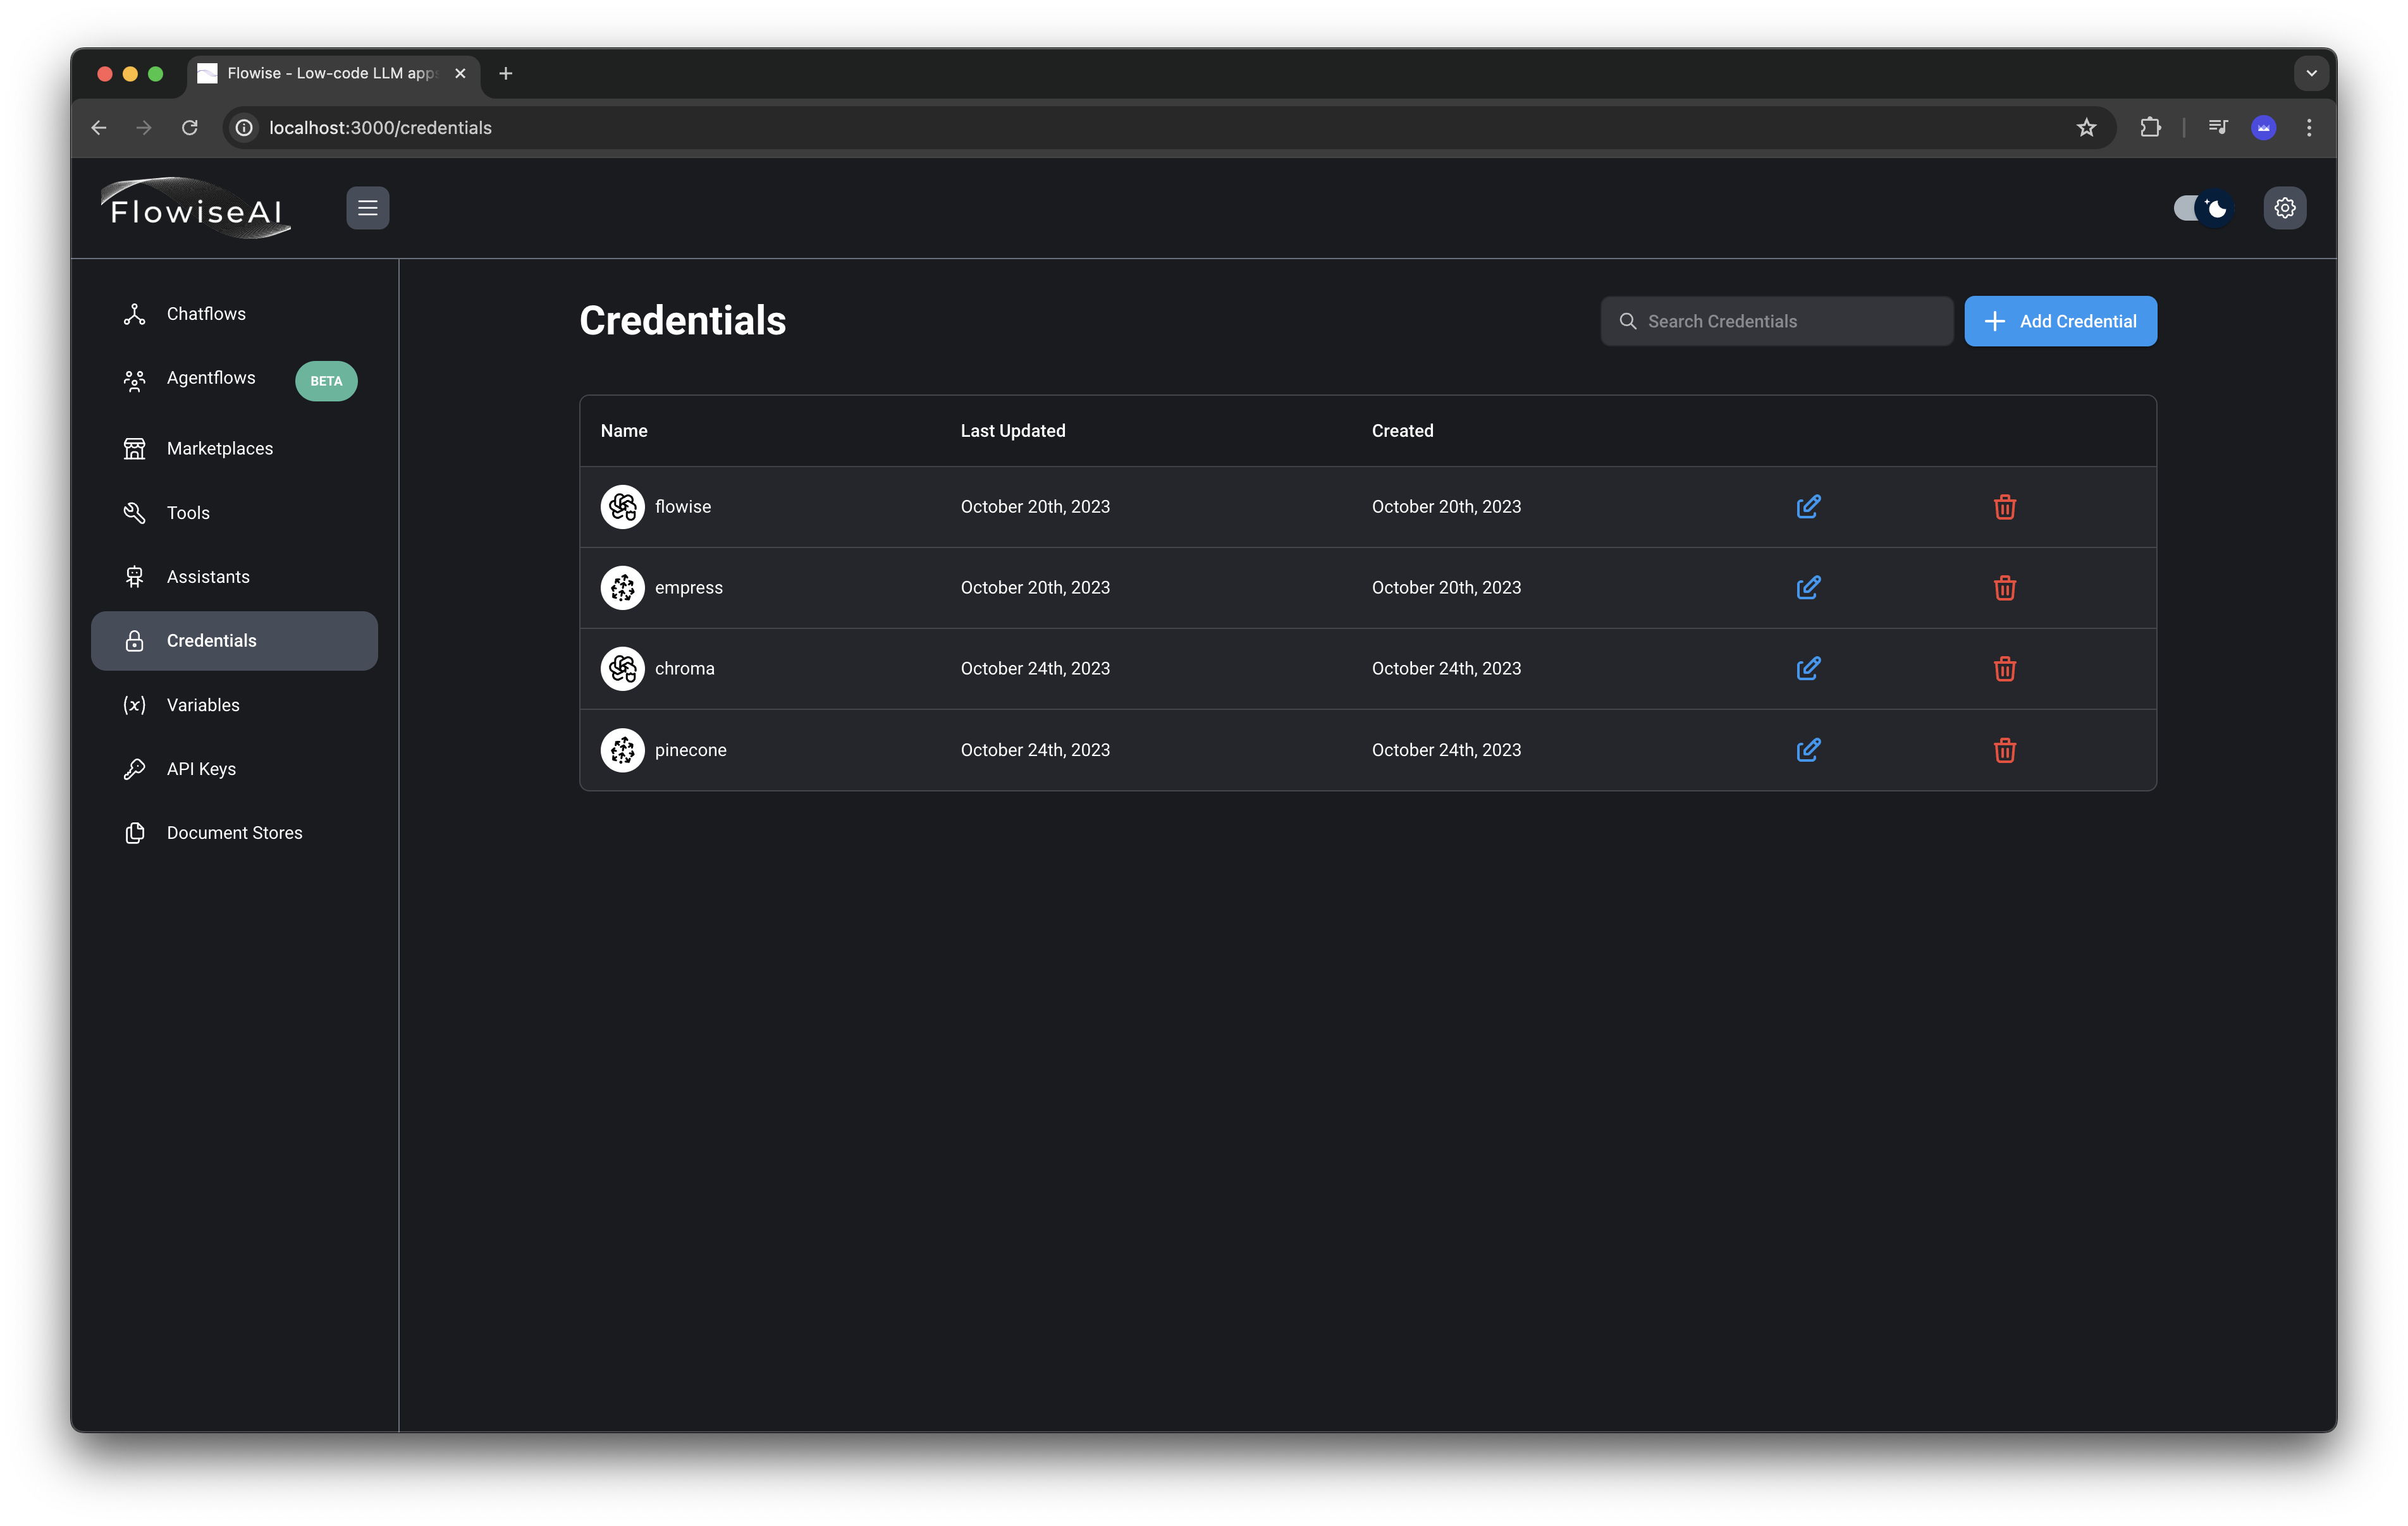 Flowise - Low-code LLM apps
localhost:3000/credentials
FlowiseAI
Chatflows
Agentflows BETA
Marketplaces
Tools
Assistants
Credentials
Variables
API Keys
Document Stores
Credentials
Search Credentials
Add Credential
Name Last Updated Created
flowise October 20th, 2023 October 20th, 2023
empress October 20th, 2023 October 20th, 2023
chroma October 24th, 2023 October 24th, 2023
pinecone October 24th, 2023 October 24th, 2023